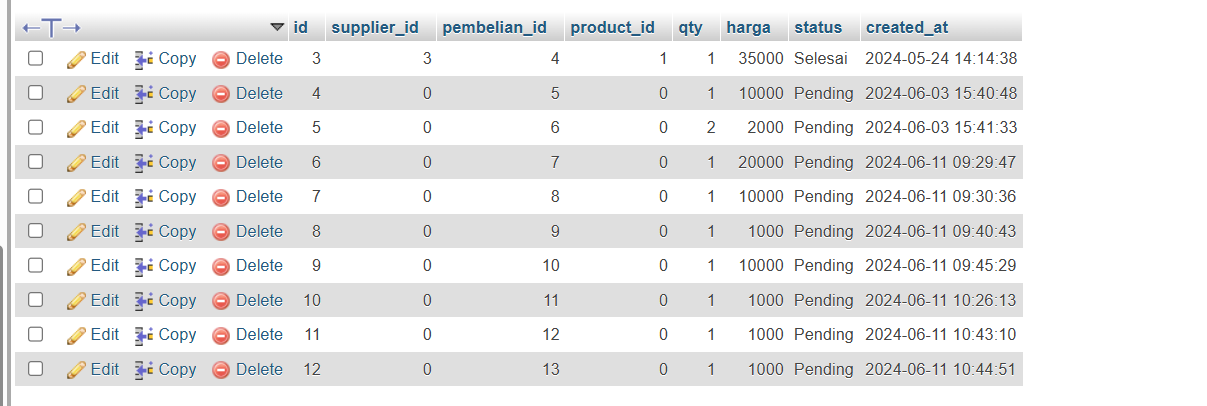 id supplier_id pembelian_id product_id qty harga status created_at
Edit Copy Delete 3 3 4 1 1 35000 Selesai 2024-05-24 14:14:38
Edit Copy Delete 4 0 5 0 1 10000 Pending 2024-06-03 15:40:48
Edit Copy Delete 5 0 6 0 2 2000 Pending 2024-06-03 15:41:33
Edit Copy Delete 6 0 7 0 1 20000 Pending 2024-06-11 09:29:47
Edit Copy Delete 7 0 8 0 1 10000 Pending 2024-06-11 09:30:36
Edit Copy Delete 8 0 9 0 1 1000 Pending 2024-06-11 09:40:43
Edit Copy Delete 9 0 10 0 1 10000 Pending 2024-06-11 09:45:29
Edit Copy Delete 10 0 11 0 1 1000 Pending 2024-06-11 10:26:13
Edit Copy Delete 11 0 12 0 1 1000 Pending 2024-06-11 10:43:10
Edit Copy Delete 12 0 13 0 1 1000 Pending 2024-06-11 10:44:51